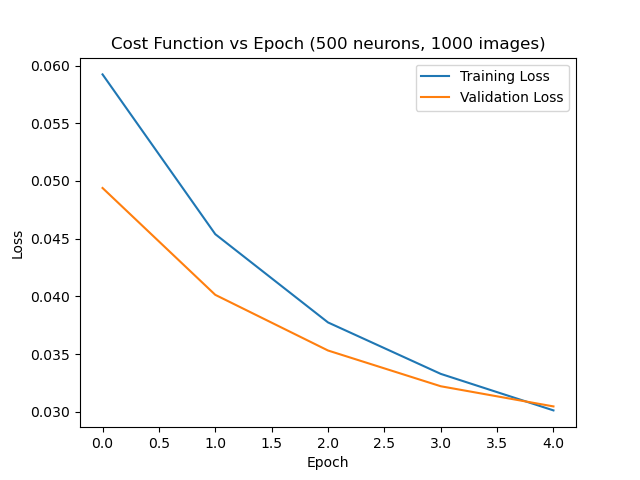 Cost Function vs Epoch (500 neurons, 1000 images)
Training Loss
Validation Loss
0.060
0.055
0.050
0.045
0.040
0.035
0.030
Loss
0.0 0.5 1.0 1.5 2.0 2.5 3.0 3.5 4.0
Epoch